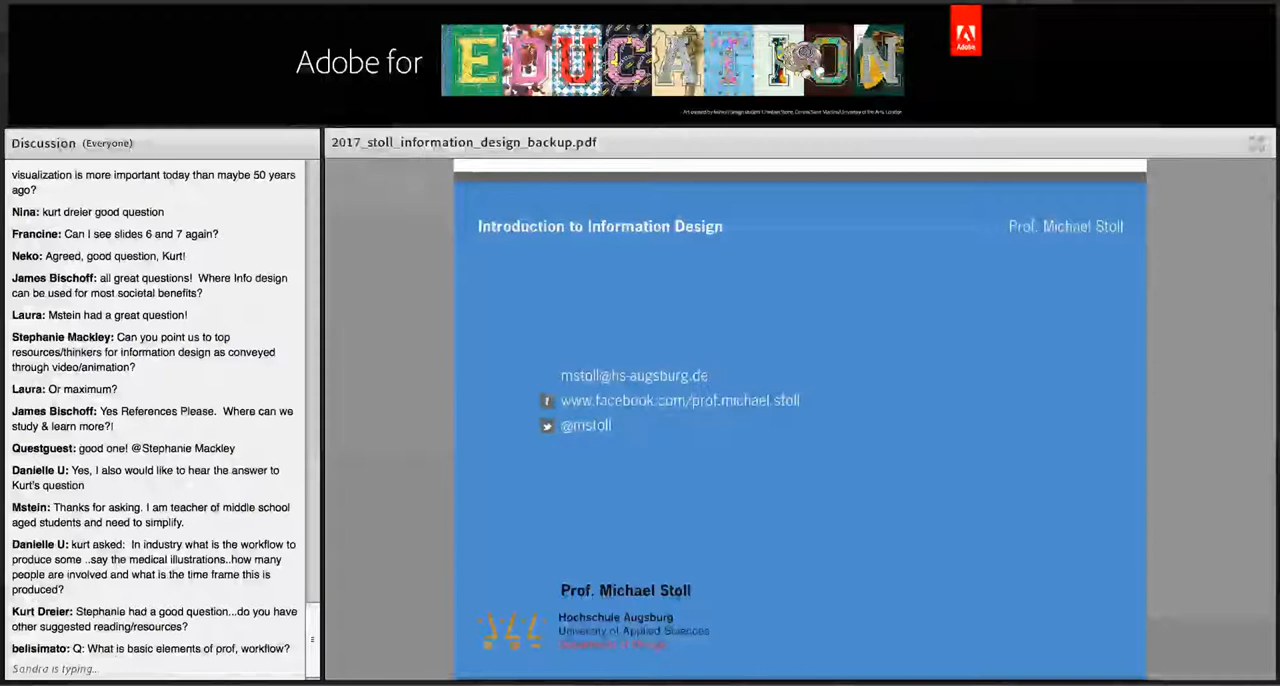 Adobe for EDUCATION
Adobe
Discussion (Everyone)
visualization is more important today than maybe 50 years
ago?
Nina: kurt dreier good question
Francine: Can I see slides 6 and 7 again?
Neko: Agreed, good question, Kurt!
James Bischoff: all great questions! Where Info design
can be used for most societal benefits?
Laura: Mstein had a great question!
Stephanie Mackley: Can you point us to top
resources/thinkers for information design as conveyed
through video/animation?
Laura: Or maximum?
James Bischoff: Yes References Please. Where can we
study & learn more?!
Questguest: good one! @Stephanie Mackley
Danielle U: Yes, I also would like to hear the answer to
Kurt's question
Mstein: Thanks for asking. I am teacher of middle school
aged students and need to simplify.
Danielle U: kurt asked: In industry what is the workflow to
produce some ..say the medical illustrations..how many
people are involved and what is the time frame this is
produced?
Kurt Dreier: Stephanie had a good question...do you have
other suggested reading/resources?
belisimato: Q: What is basic elements of prof, workflow?
Sandra is typing...
2017_stoll_information_design_backup.pdf
Introduction to Information Design
Prof. Michael Stoll
mstoll@hs-augsburg.de
www.facebook.com/prof.michael.stoll
@mstoll
Prof. Michael Stoll
Hochschule Augsburg
University of Applied Sciences